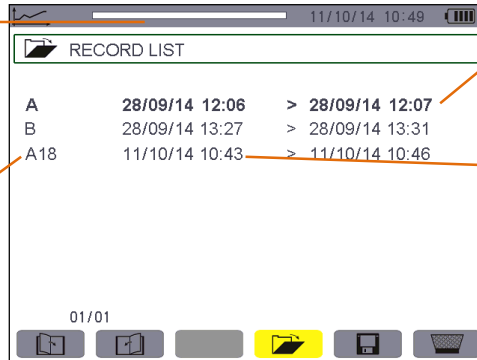 11/10/14 10:49
RECORD LIST
A 28/09/14 12:06 > 28/09/14 12:07
B 28/09/14 13:27 > 28/09/14 13:31
A18 11/10/14 10:43 > 11/10/14 10:46
01/01